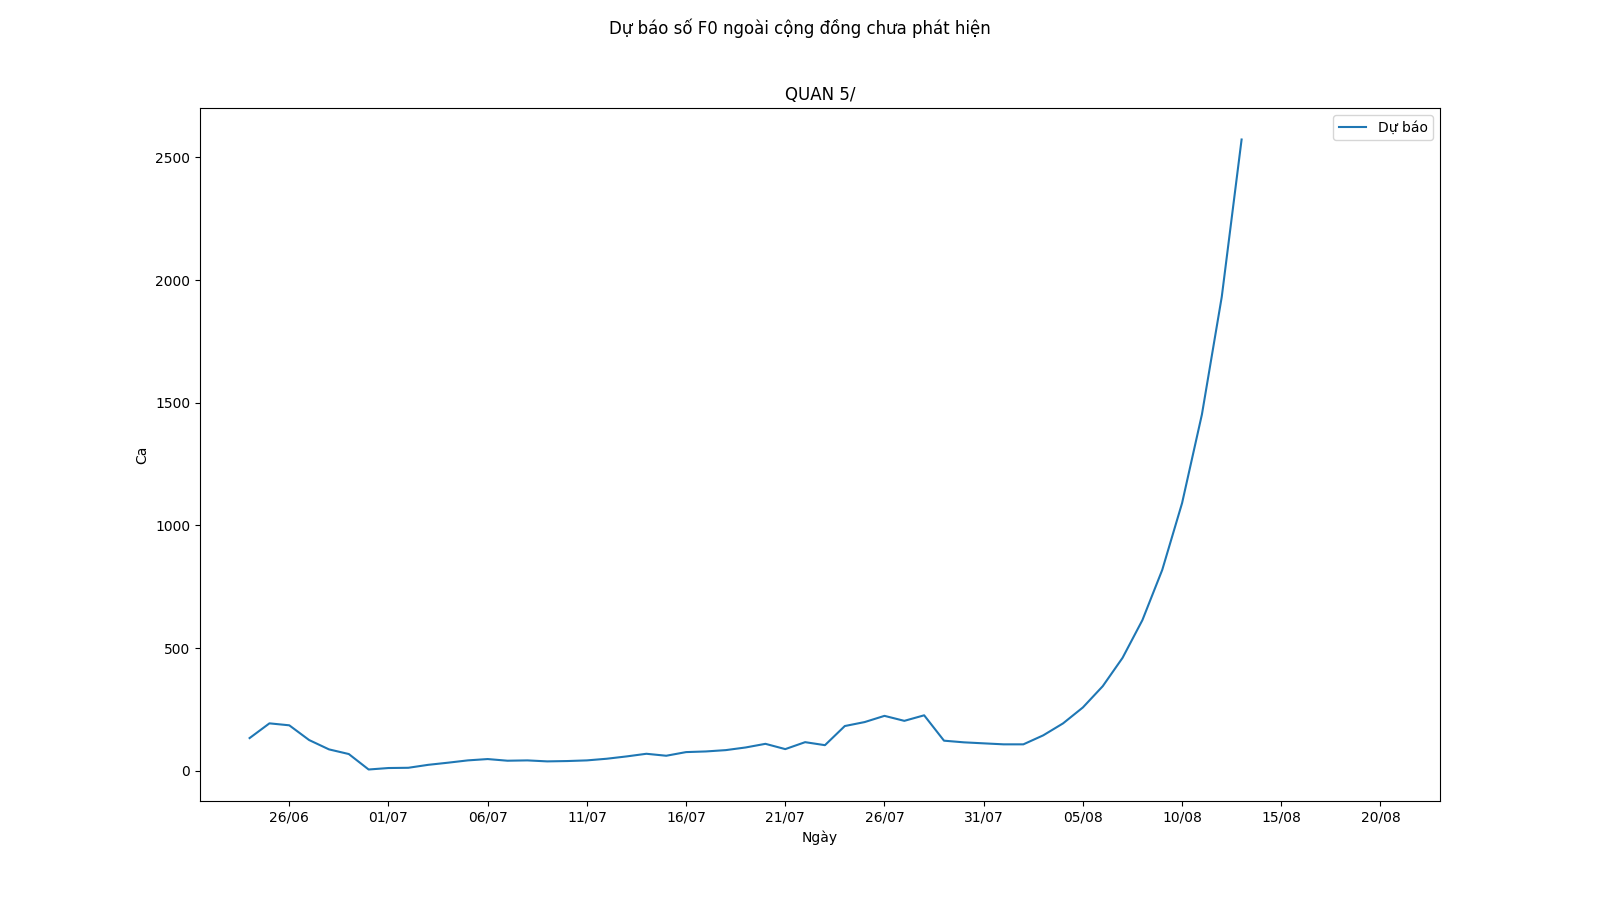 Dự báo số F0 ngoài cộng đồng chưa phát hiện
QUAN 5/
Dự báo
2500
2000
1500
1000
500
0
Ca
26/06 01/07 06/07 11/07 16/07 21/07 26/07 31/07 05/08 10/08 15/08 20/08
Ngày